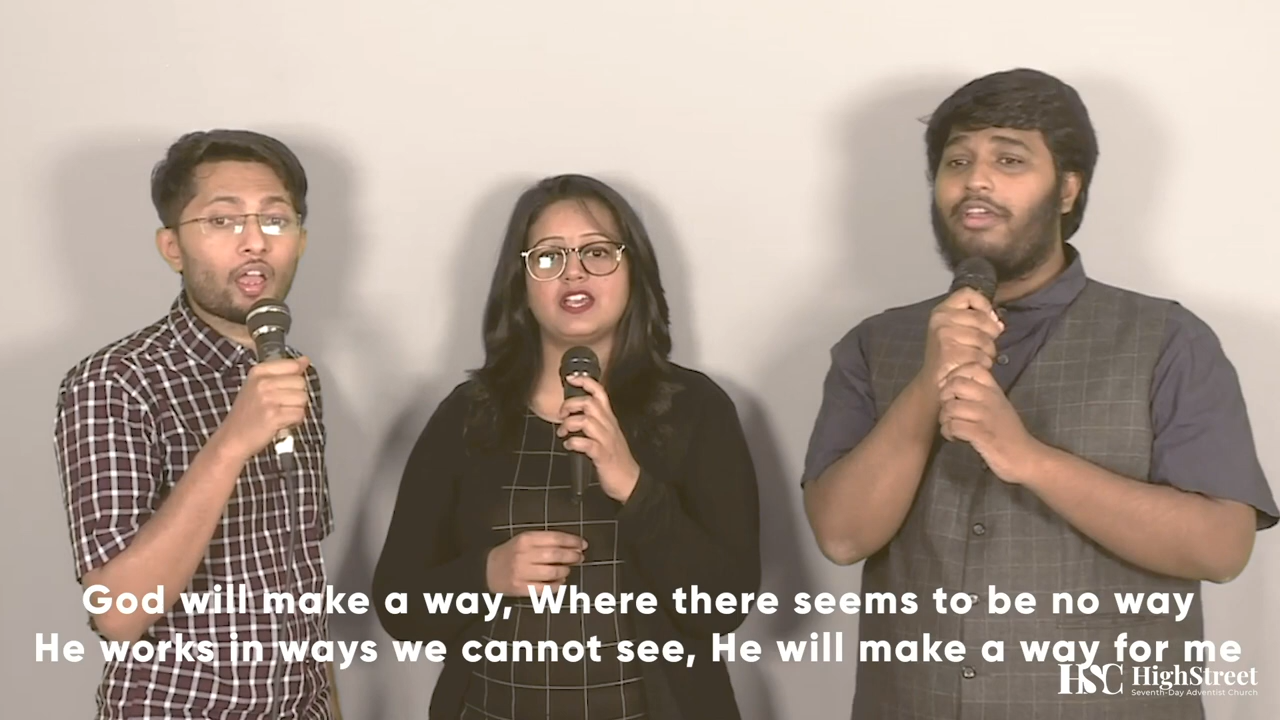 God will make a way, Where there seems to be no way
He works in ways we cannot see, He will make a way for me
HSC HighStreet
Seventh-Day Adventist Church